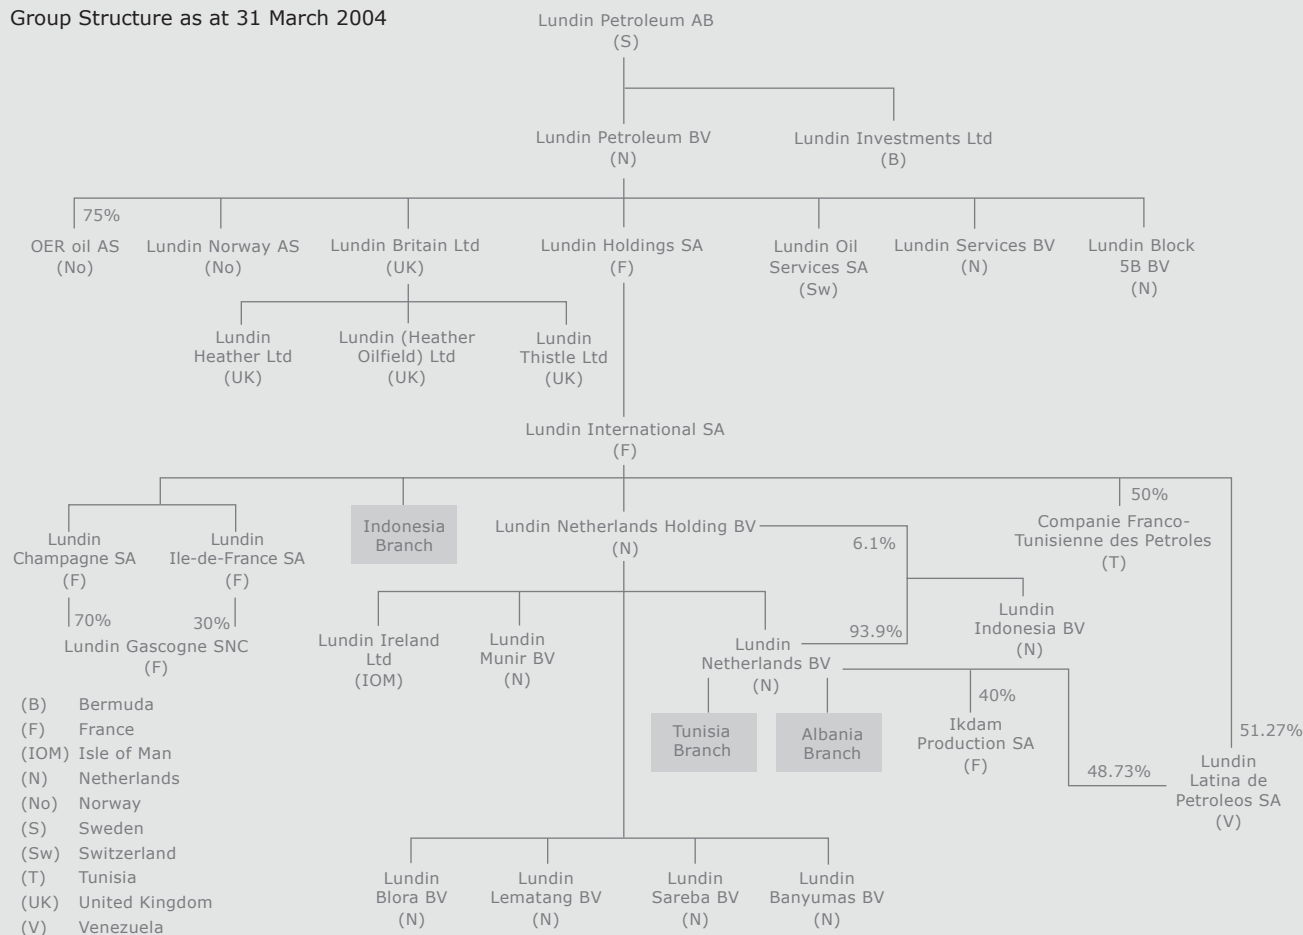 Group Structure as at 31 March 2004
Lundin Petroleum AB
(S)
Lundin Petroleum BV
(N)
Lundin Investments Ltd
(B)
75%
OER oil AS
(No)
Lundin Norway AS
(No)
Lundin Britain Ltd
(UK)
Lundin Holdings SA
(F)
Lundin Oil
Services SA
(Sw)
Lundin Services BV
(N)
Lundin Block
5B BV
(N)
Lundin
Heather Ltd
(UK)
Lundin (Heather
Oilfield) Ltd
(UK)
Lundin
Thistle Ltd
(UK)
Lundin International SA
(F)
Lundin
Champagne SA
(F)
Lundin
Ile-de-France SA
(F)
70%
30%
Lundin Gascogne SNC
(F)
Indonesia
Branch
Lundin Netherlands Holding BV
(N)
6.1%
93.9%
50%
Companie Franco-
Tunisienne des Petroles
(T)
Lundin Ireland
Ltd
(IOM)
Lundin
Munir BV
(N)
Lundin
Netherlands BV
(N)
Lundin
Indonesia BV
(N)
Tunisia
Branch
Albania
Branch
40%
Ikdam
Production SA
(F)
48.73%
51.27%
Lundin
Latina de
Petroleos SA
(V)
Lundin
Blora BV
(N)
Lundin
Lematang BV
(N)
Lundin
Sareba BV
(N)
Lundin
Banyumas BV
(N)
(B) Bermuda
(F) France
(IOM) Isle of Man
(N) Netherlands
(No) Norway
(S) Sweden
(Sw) Switzerland
(T) Tunisia
(UK) United Kingdom
(V) Venezuela